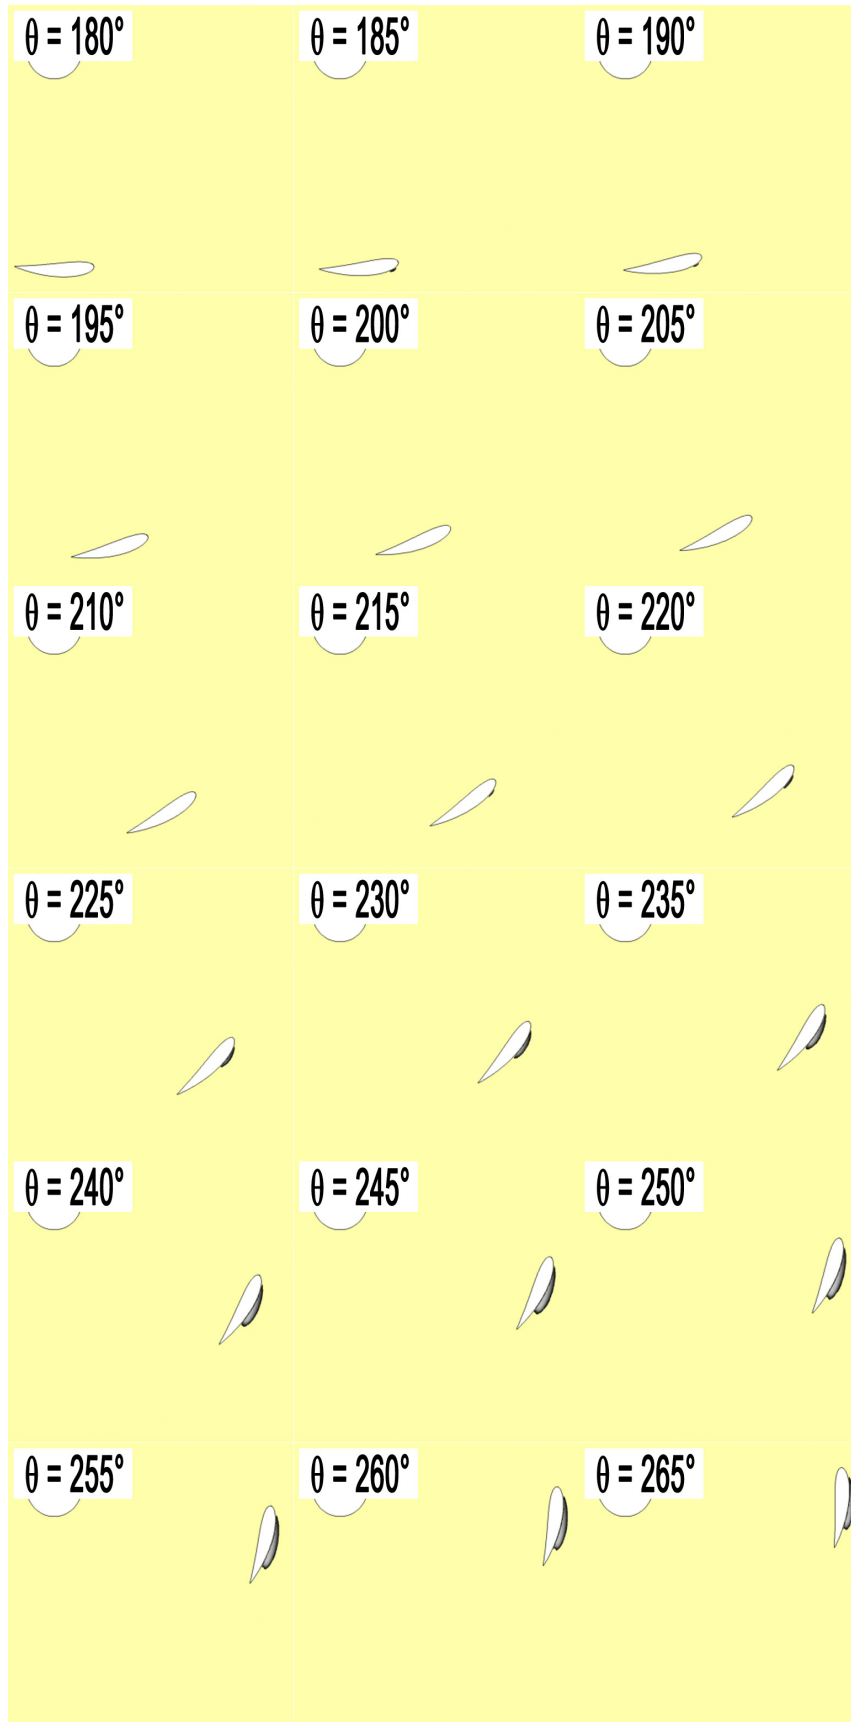 θ = 180°
θ = 185°
θ = 190°
θ = 195°
θ = 200°
θ = 205°
θ = 210°
θ = 215°
θ = 220°
θ = 225°
θ = 230°
θ = 235°
θ = 240°
θ = 245°
θ = 250°
θ = 255°
θ = 260°
θ = 265°